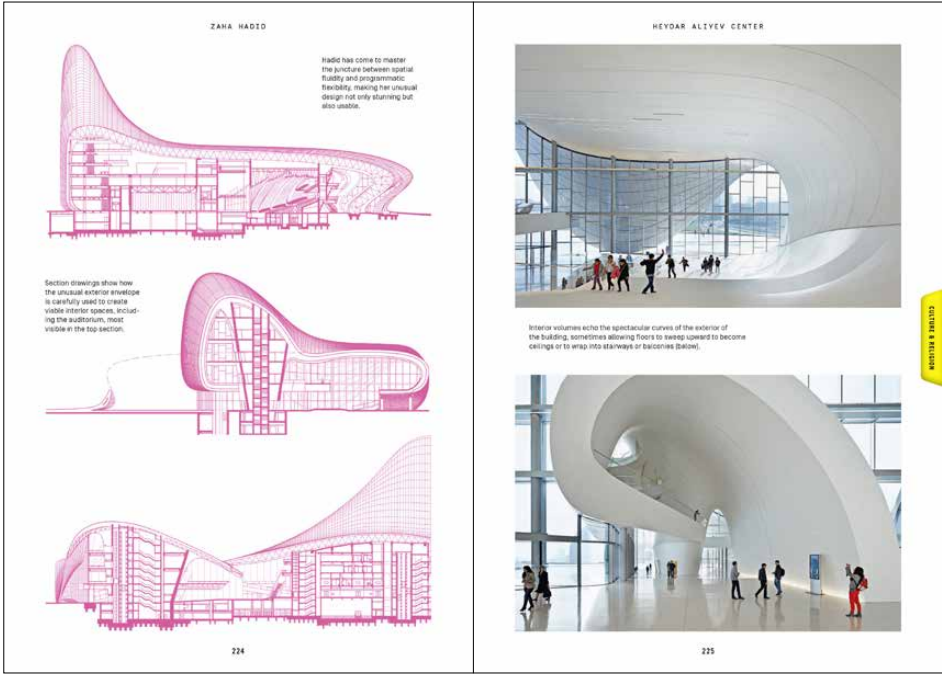 ZAHA HADID
Hadid has come to master
the juncture between spatial
fluidity and programmatic
flexibility, making her unusual
design not only stunning but
also usable.
Section drawings show how
the unusual exterior envelope
is carefully used to create
visble interior spaces, includ-
ing the auditorium, most
visible in the top section.
224
HEYDAR ALIYEV CENTER
Interior volumes echo the spectacular curves of the exterior of
the building, sometimes allowing floors to sweep upward to become
ceilings or to wrap into stairways or balconies (below).
CULTURE & RELIGION
225